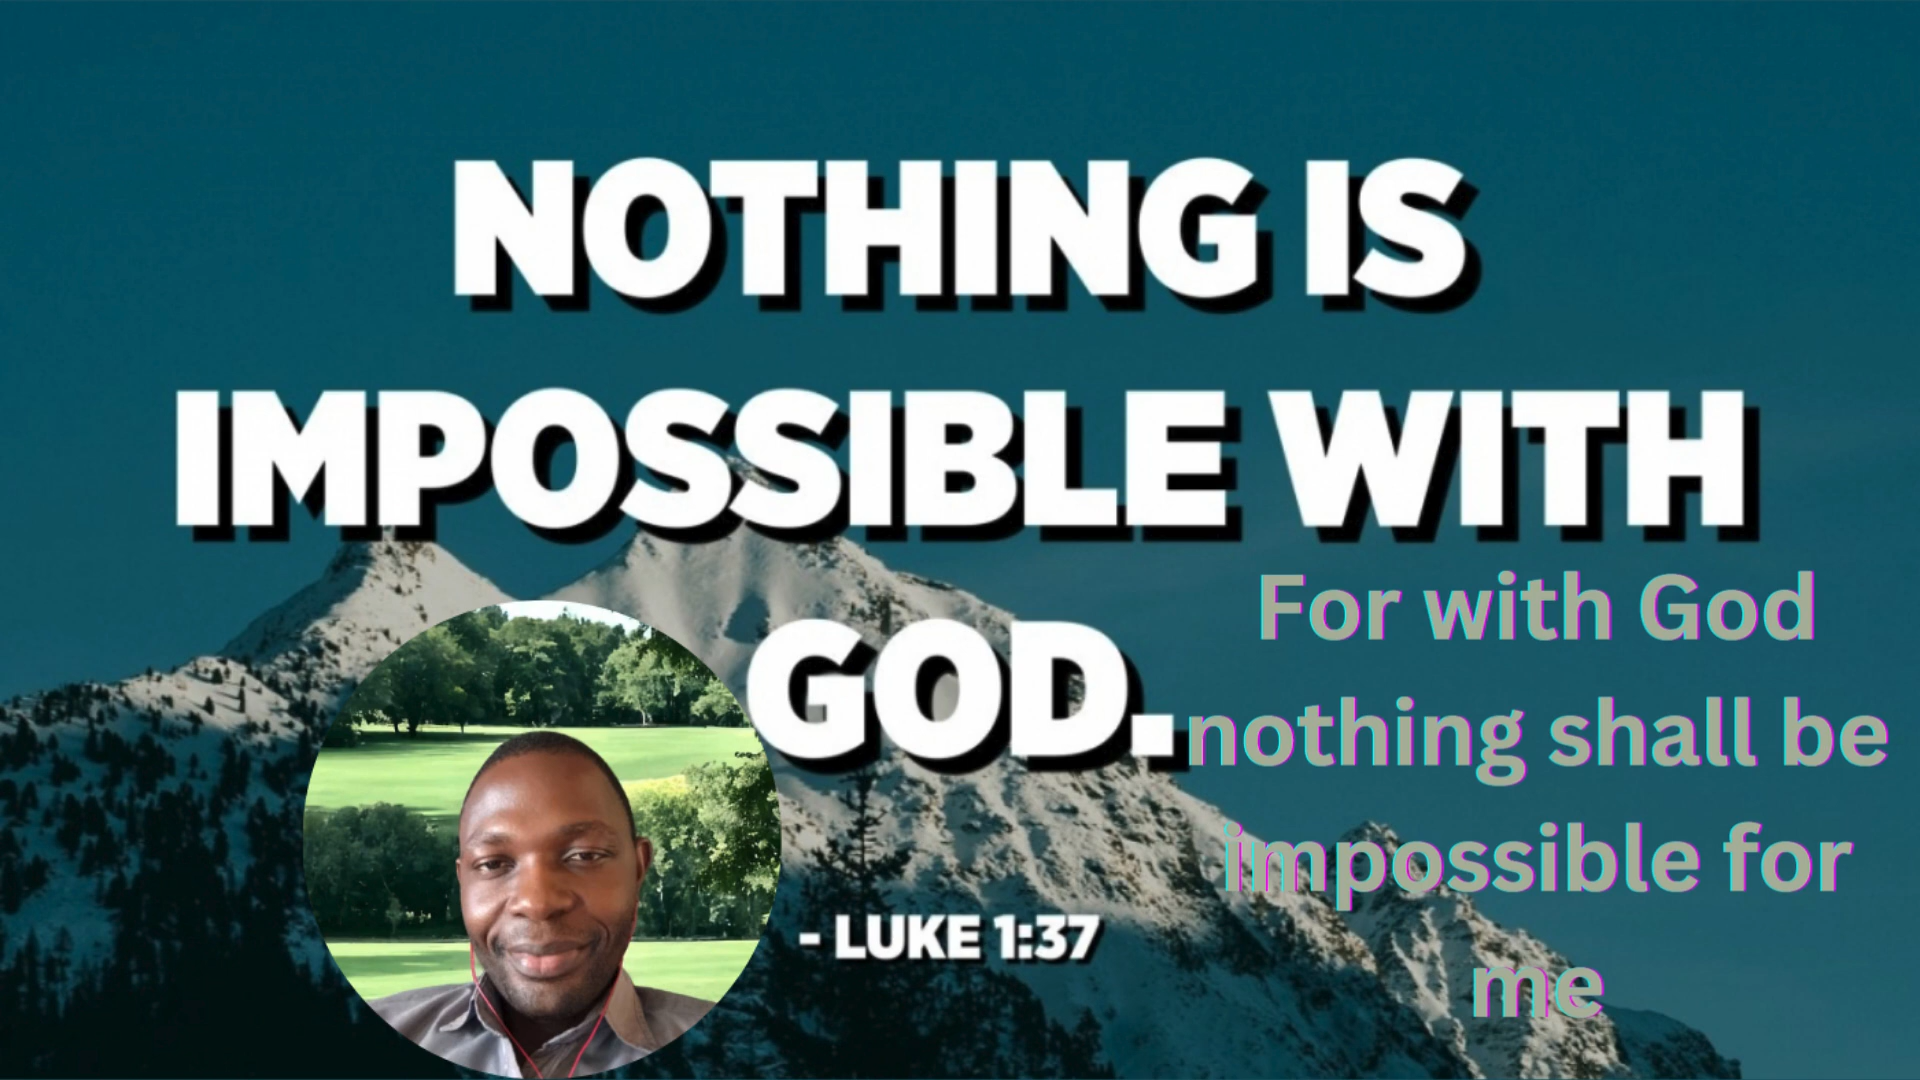 NOTHING IS
IMPOSSIBLE WITH
GOD.
- LUKE 1:37
For with God
nothing shall be
impossible for
me